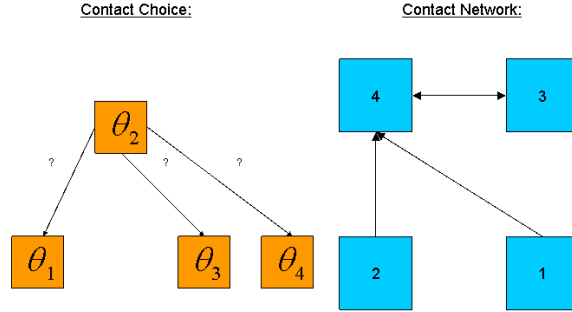 Contact Choice:
Contact Network:
θ₂
? ? ?
θ₁ θ₃ θ₄
4 3
2 1